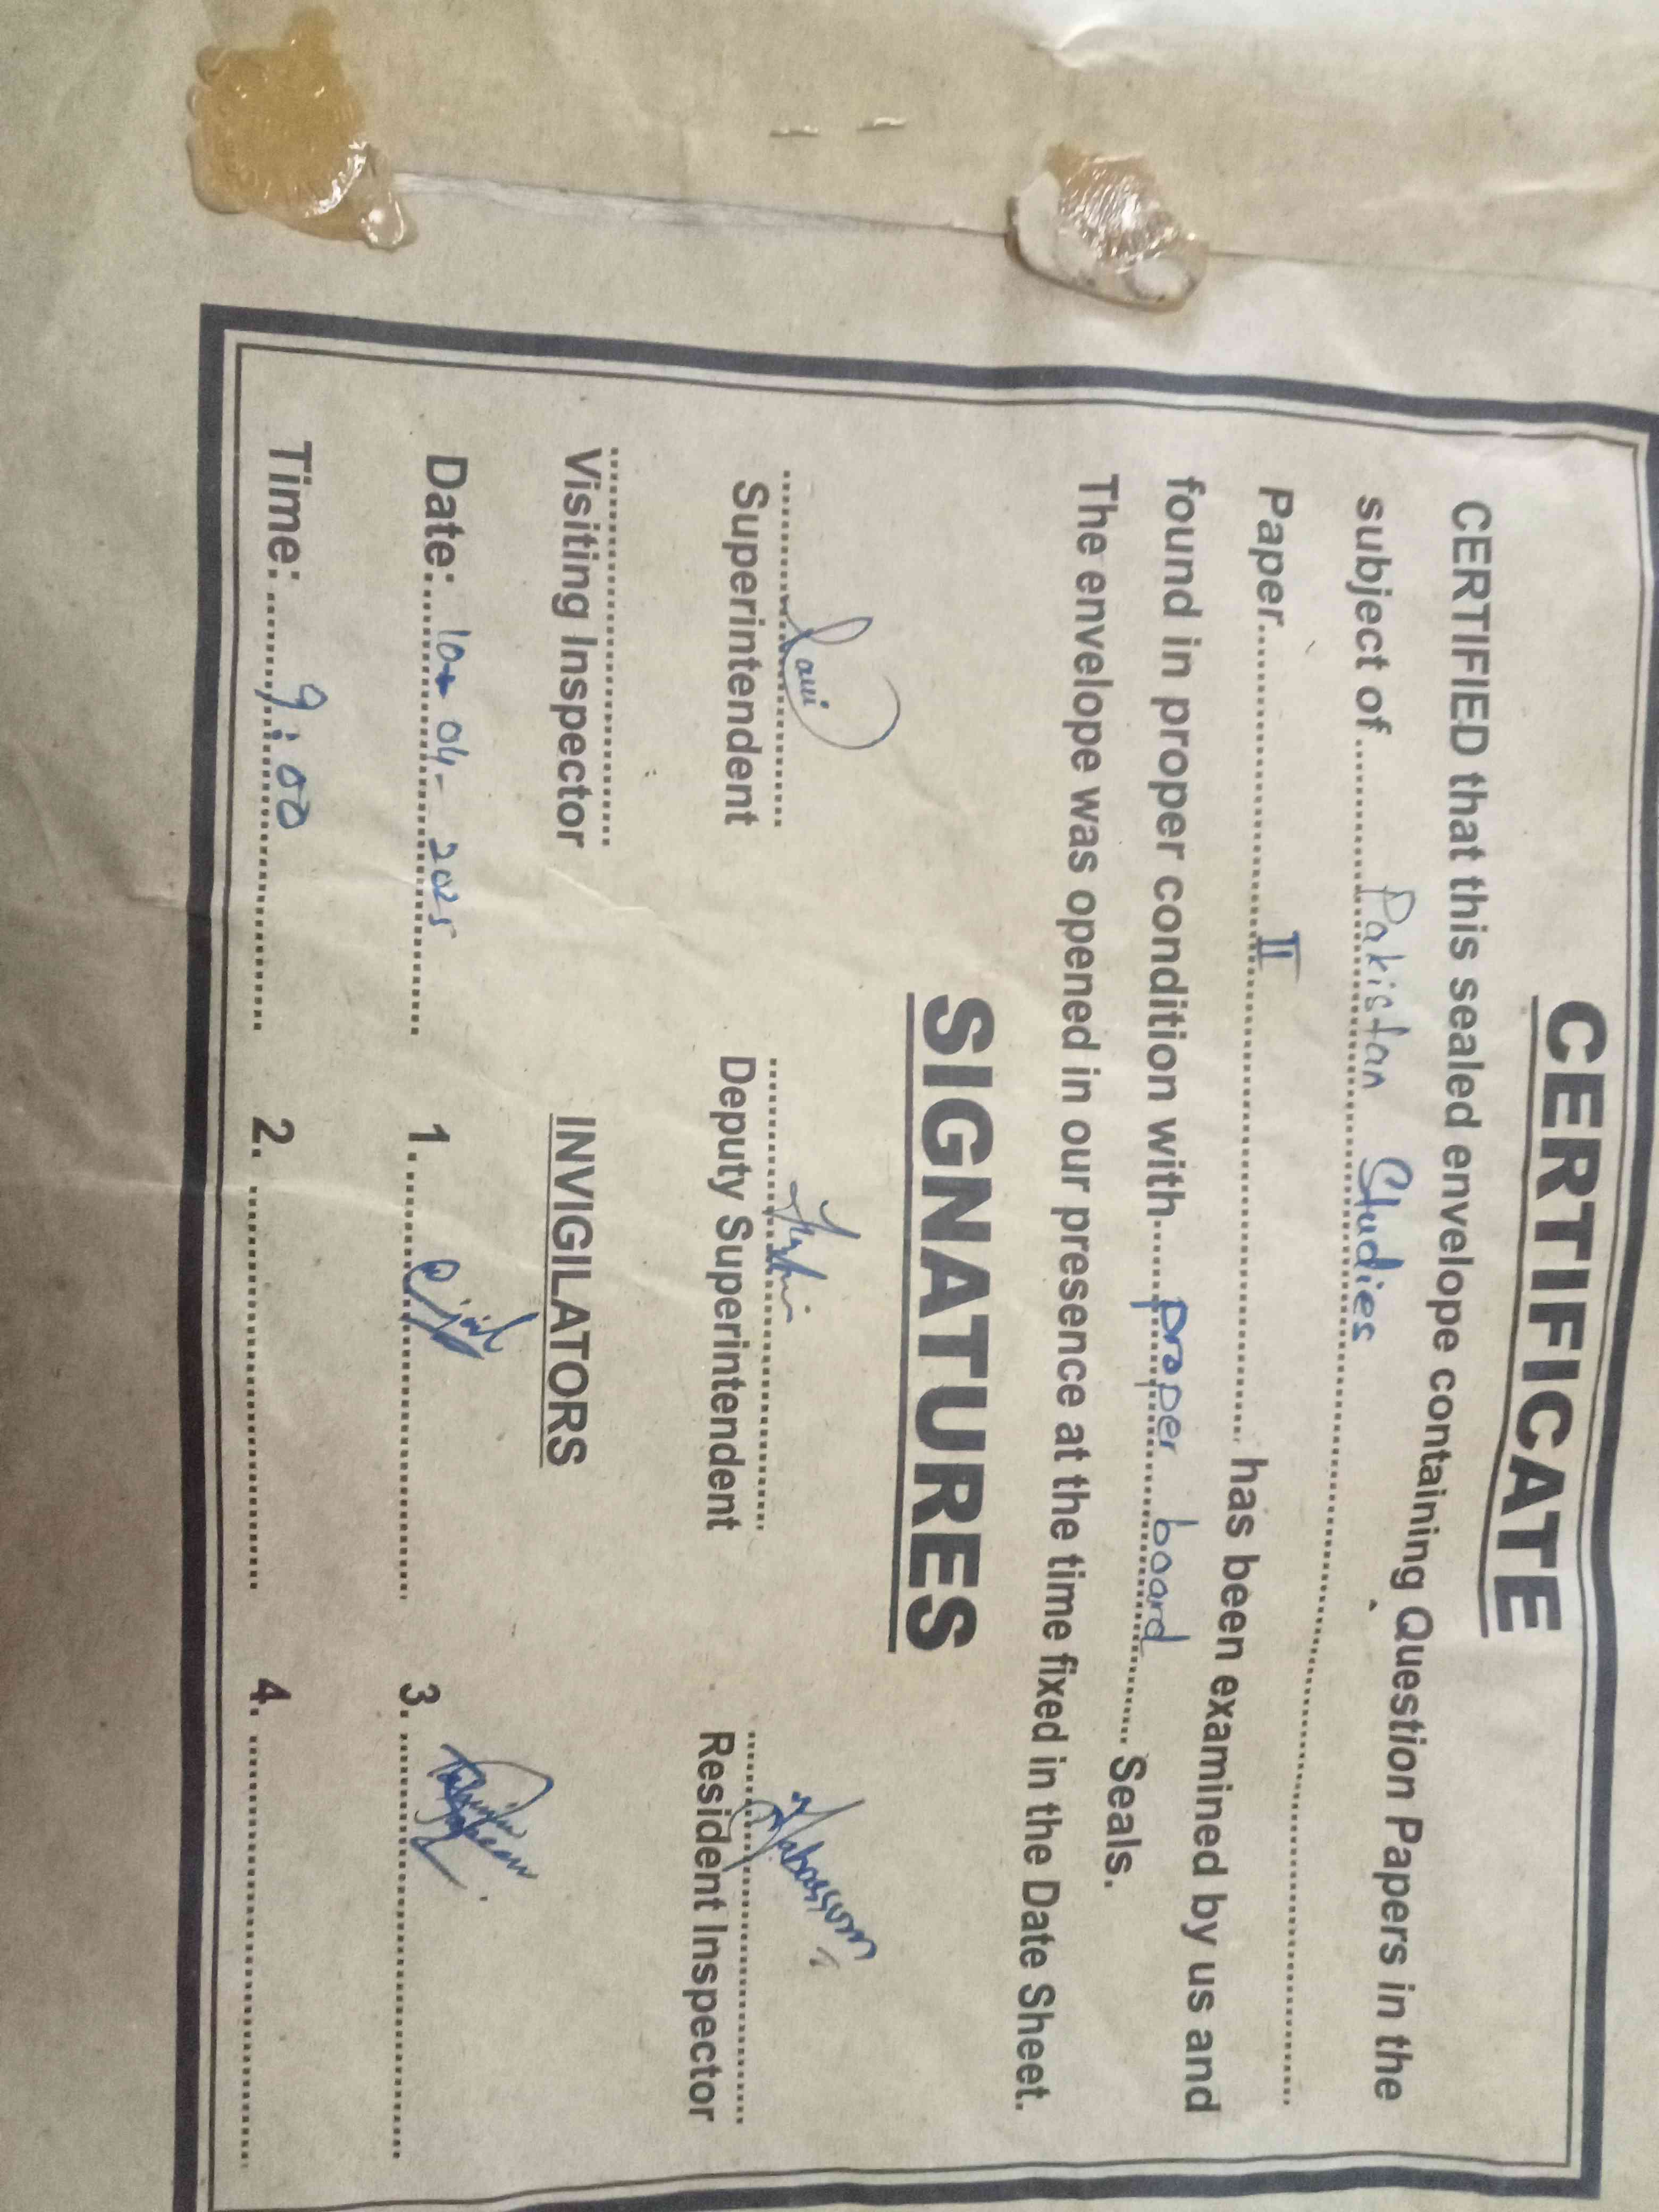 CERTIFICATE
CERTIFIED that this sealed envelope containing Question Papers in the
subject of ........ Pakistan Studies ........
Paper ........ II ........ has been examined by us and
found in proper condition with ..... proper board ..... Seals.
The envelope was opened in our presence at the time fixed in the Date Sheet.
SIGNATURES
Tabassum
Superintendent Deputy Superintendent Resident Inspector
Visiting Inspector INVIGILATORS
Date: 10-04-2025 1. ........ 3. ........
Time: 9:00 2. ........ 4. ........